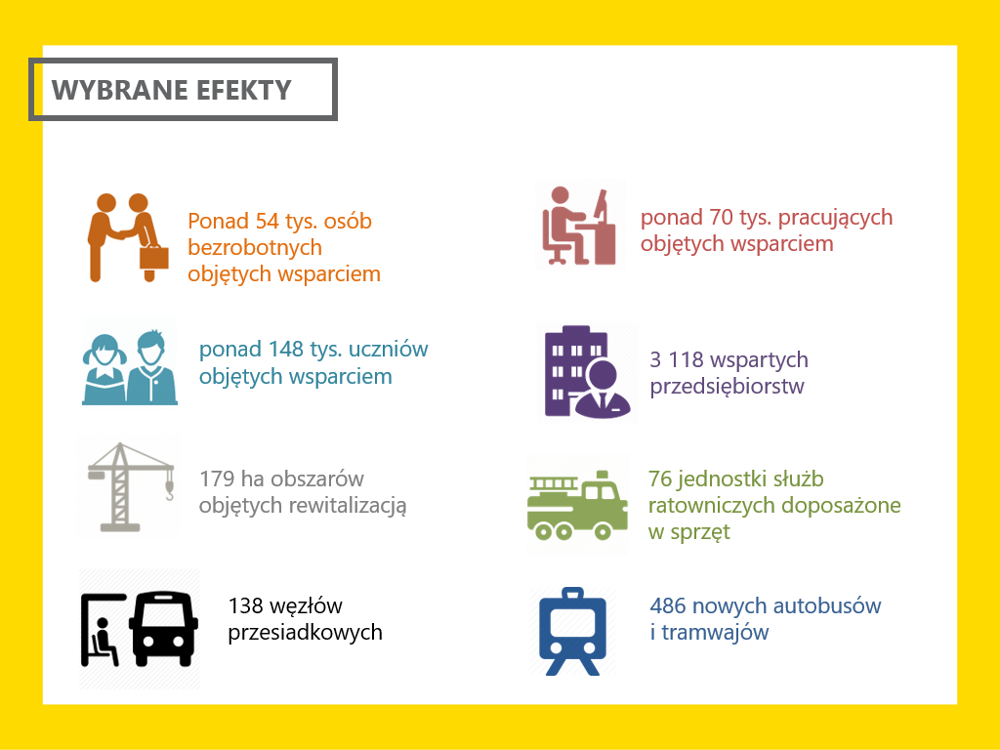 WYBRANE EFEKTY
Ponad 54 tys. osób
bezrobotnych
objętych wsparciem
ponad 70 tys. pracujących
objętych wsparciem
ponad 148 tys. uczniów
objętych wsparciem
3 118 wspartych
przedsiębiorstw
179 ha obszarów
objętych rewitalizacją
76 jednostki służb
ratowniczych doposażone
w sprzęt
138 węzłów
przesiadkowych
486 nowych autobusów
i tramwajów